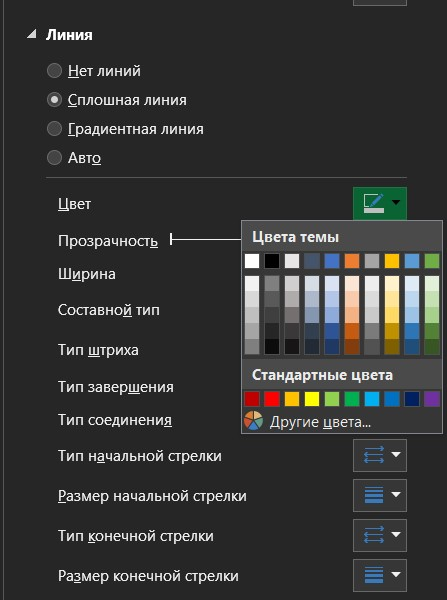 Линия
Нет линий
Сплошная линия
Градиентная линия
Авто
Цвет
Прозрачность
Цвета темы
Ширина
Составной тип
Тип штриха
Стандартные цвета
Тип завершения
Тип соединения
Другие цвета...
Тип начальной стрелки
Размер начальной стрелки
Тип конечной стрелки
Размер конечной стрелки